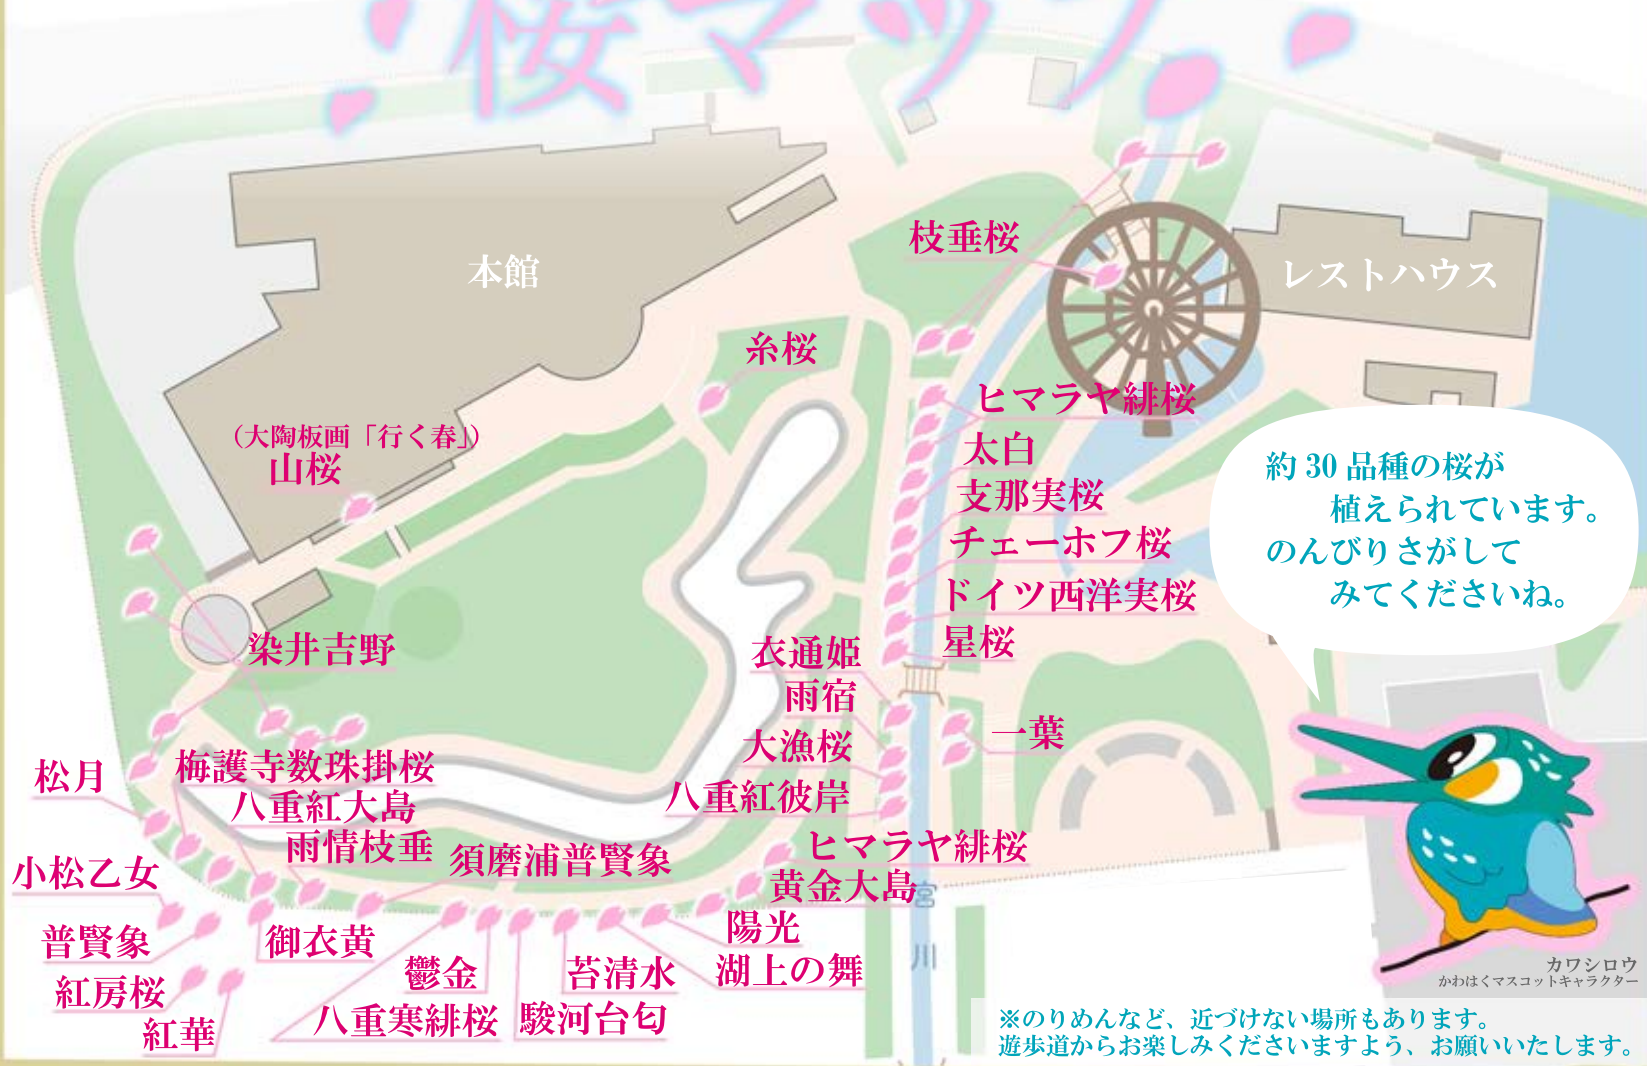 桜マップ
本館
枝垂桜
レストハウス
糸桜
ヒマラヤ緋桜
(大陶板画「行く春」)
山桜
太白
支那実桜
チェーホフ桜
ドイツ西洋実桜
星桜
約30品種の桜が
植えられています。
のんびりさがして
みてくださいね。
染井吉野
衣通姫
雨宿
大漁桜
八重紅彼岸
一葉
松月
梅護寺数珠掛桜
八重紅大島
雨情枝垂
須磨浦普賢象
ヒマラヤ緋桜
黄金大島
宮川
小松乙女
普賢象
紅房桜
紅華
御衣黄
鬱金
八重寒緋桜
駿河台匂
苔清水
湖上の舞
陽光
カワシロウ
かわはくマスコットキャラクター
※のりめんなど、近づけない場所もあります。
遊歩道からお楽しみくださいますよう、お願いいたします。